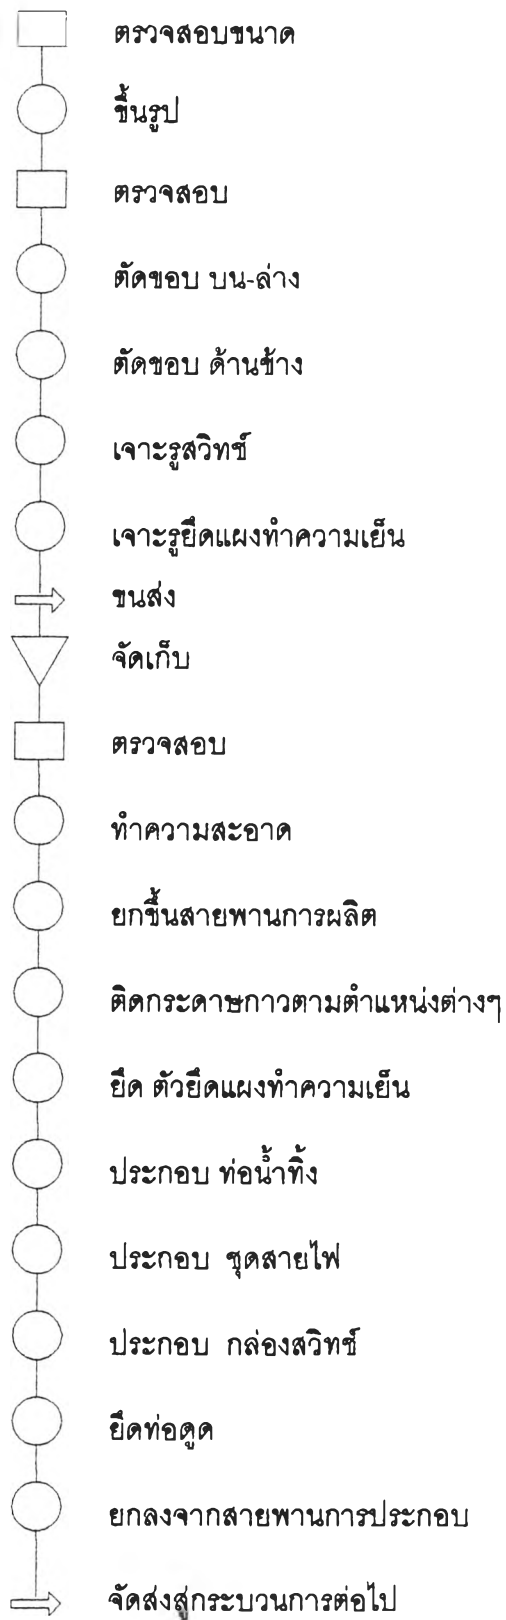 ตรวจสอบขนาด
ขึ้นรูป
ตรวจสอบ
ตัดขอบ บน-ล่าง
ตัดขอบ ด้านข้าง
เจาะรูสวิทช์
เจาะรูยึดแผงทำความเย็น
ขนส่ง
จัดเก็บ
ตรวจสอบ
ทำความสะอาด
ยกขึ้นสายพานการผลิต
ติดกระดาษกาวตามตำแหน่งต่างๆ
ยึด ตัวยึดแผงทำความเย็น
ประกอบ ท่อน้ำทิ้ง
ประกอบ ชุดสายไฟ
ประกอบ กล่องสวิทช์
ยึดท่อดูด
ยกลงจากสายพานการประกอบ
จัดส่งสู่กระบวนการต่อไป